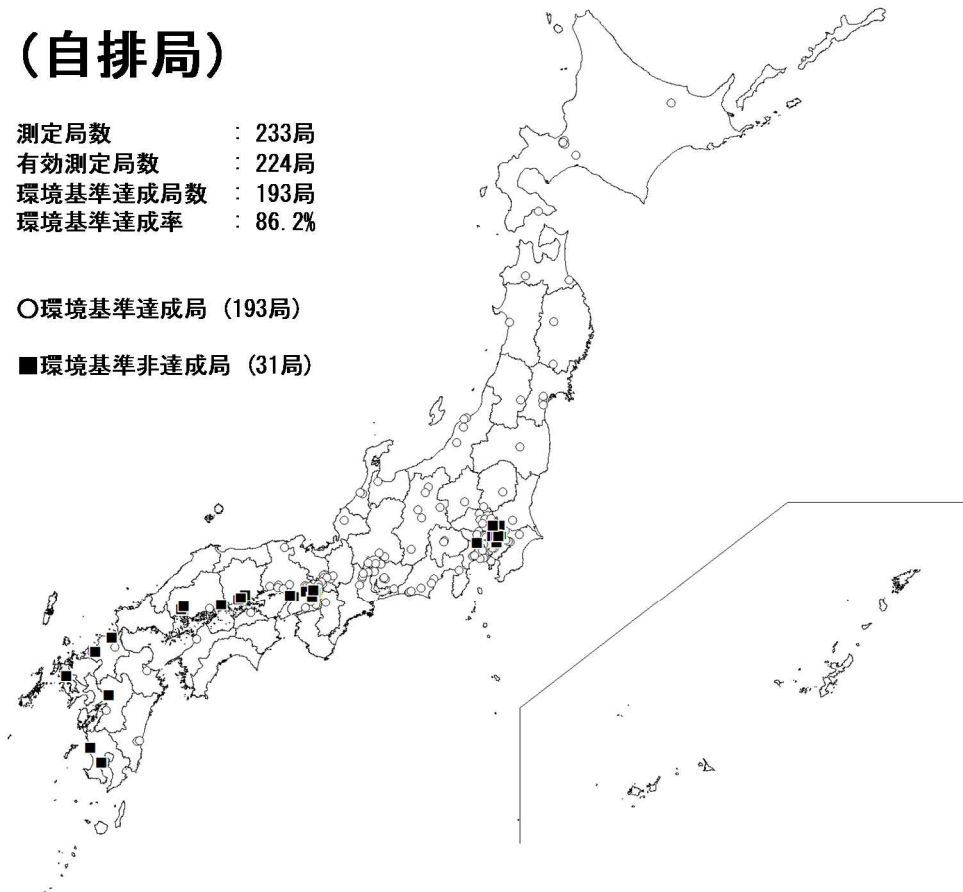 (自排局)
測定局数 : 233局
有効測定局数 : 224局
環境基準達成局数 : 193局
環境基準達成率 : 86.2%
○環境基準達成局 (193局)
■環境基準非達成局 (31局)